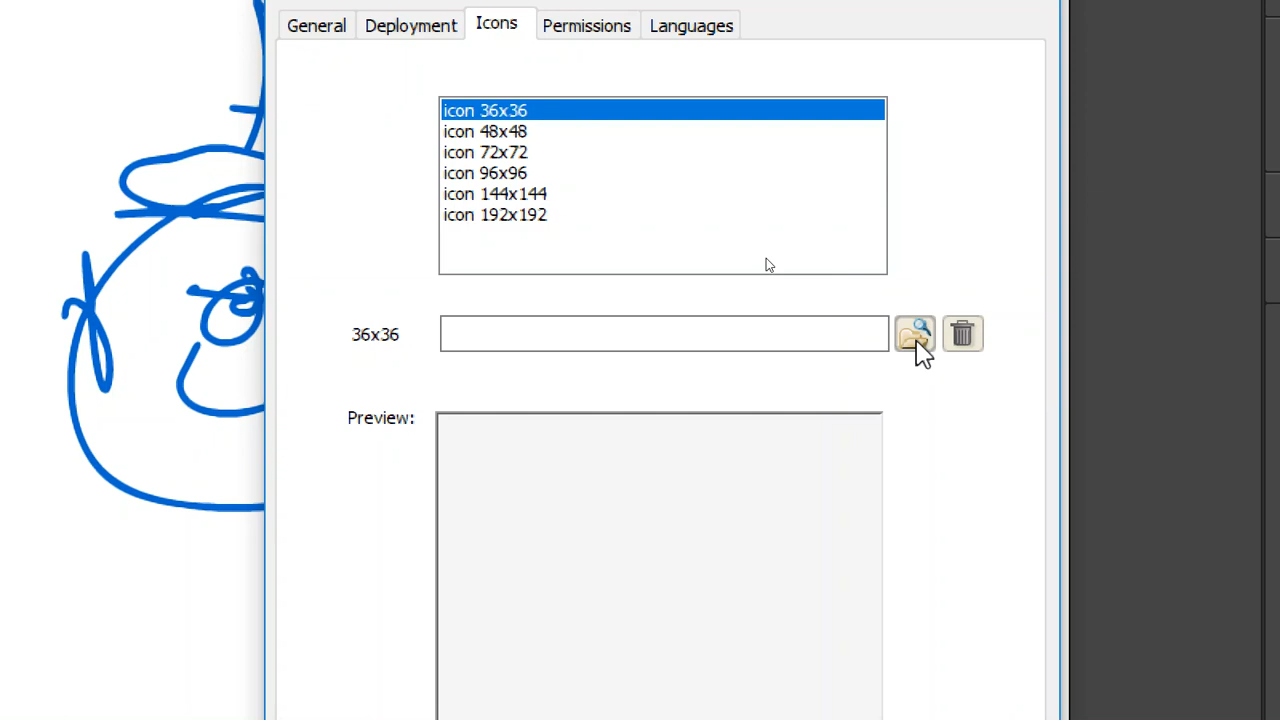 General Deployment Icons Permissions Languages
icon 36x36
icon 48x48
icon 72x72
icon 96x96
icon 144x144
icon 192x192
36x36
Preview: